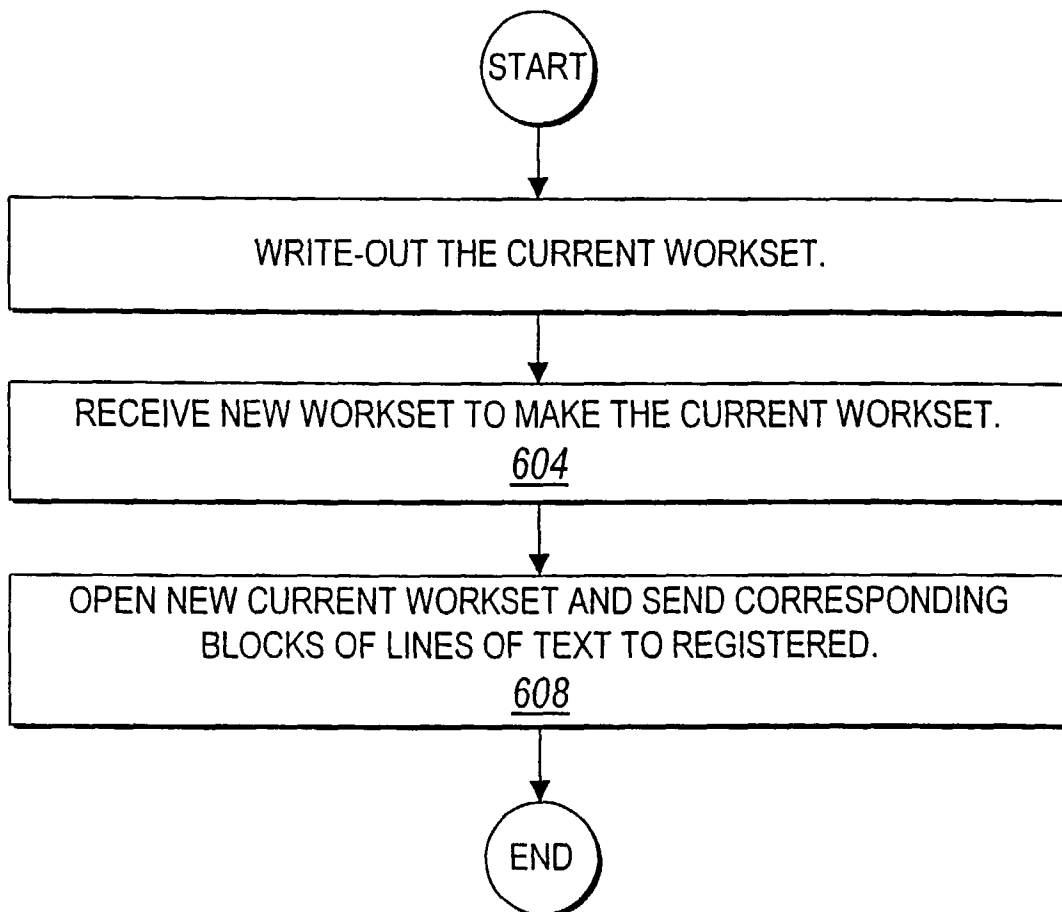 START
WRITE-OUT THE CURRENT WORKSET.
RECEIVE NEW WORKSET TO MAKE THE CURRENT WORKSET.
604
OPEN NEW CURRENT WORKSET AND SEND CORRESPONDING
BLOCKS OF LINES OF TEXT TO REGISTERED.
608
END